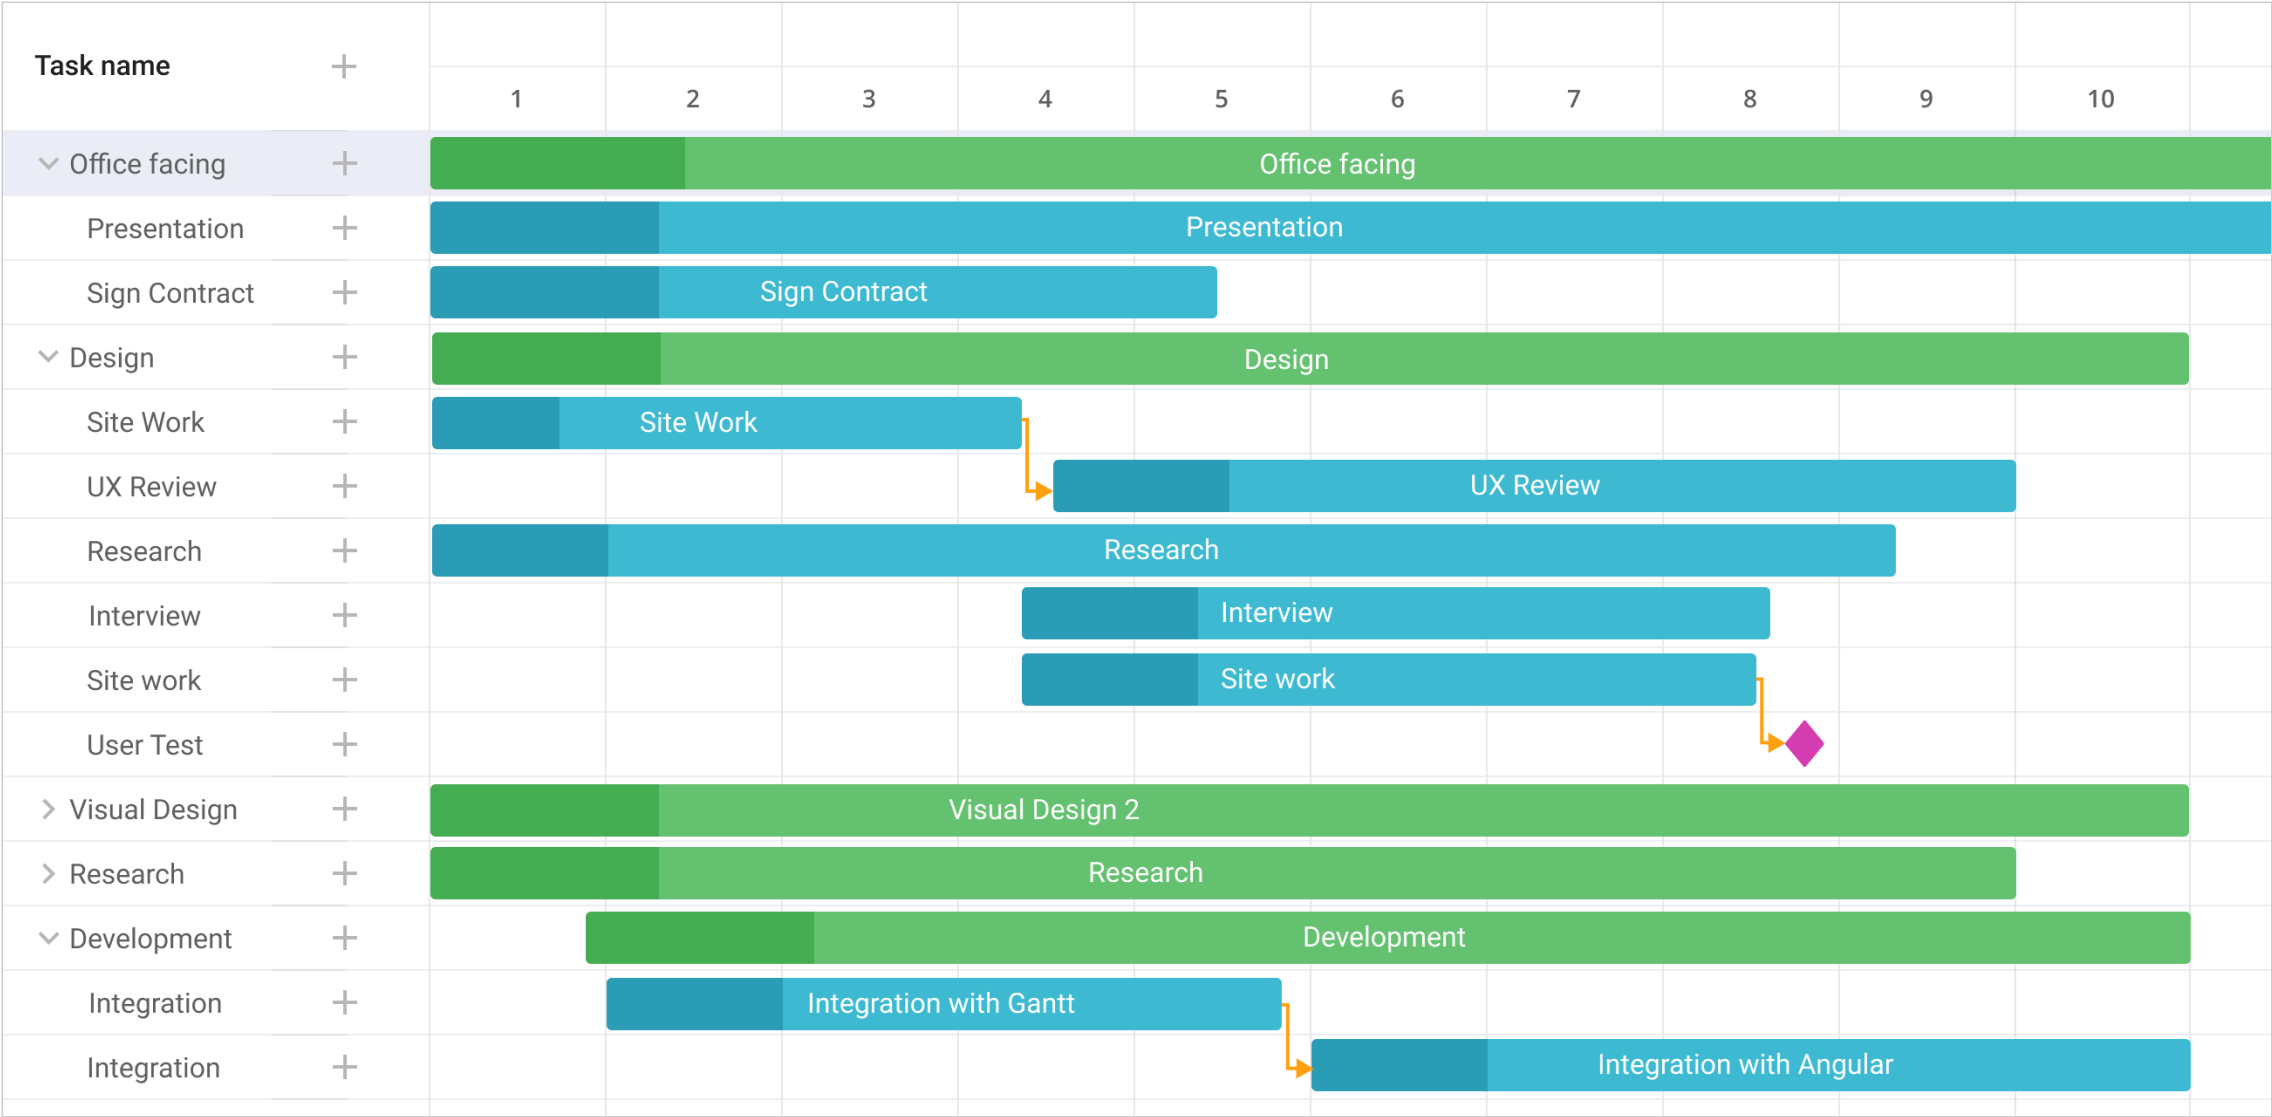 Task name
1 2 3 4 5 6 7 8 9 10
Office facing Office facing
Presentation Presentation
Sign Contract Sign Contract
Design Design
Site Work Site Work
UX Review UX Review
Research Research
Interview Interview
Site work Site work
User Test
Visual Design Visual Design 2
Research Research
Development Development
Integration Integration with Gantt
Integration Integration with Angular